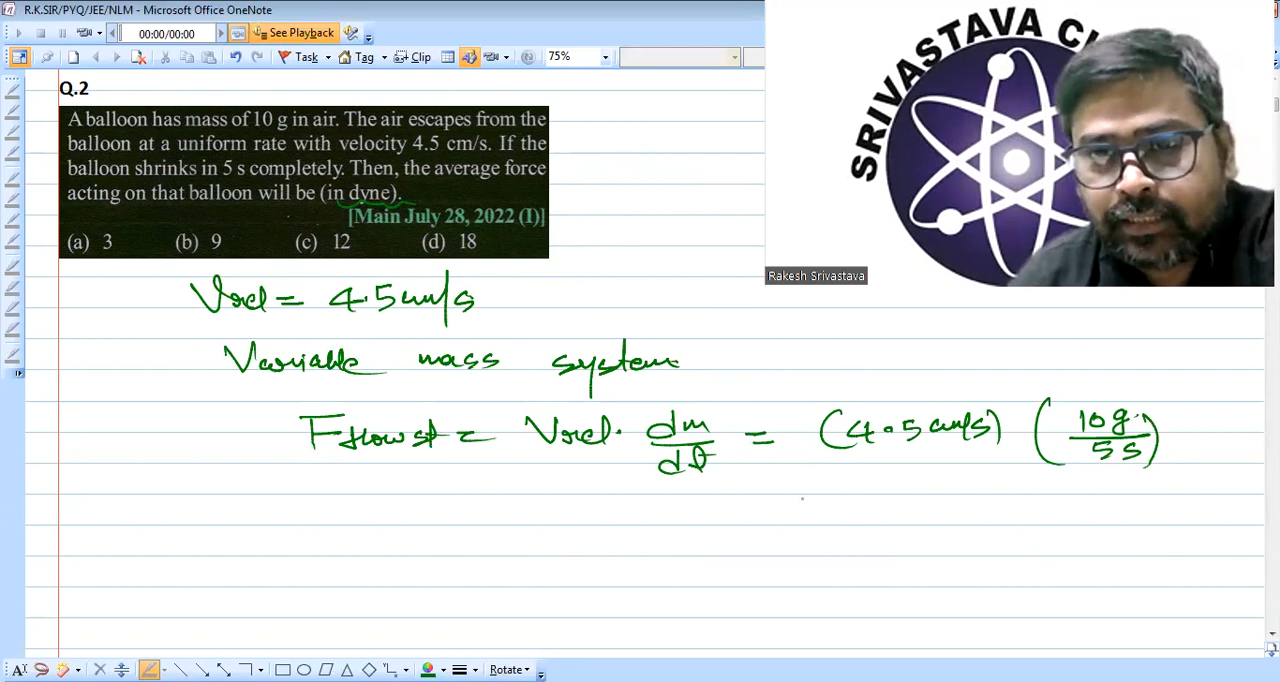 R.K.SIR/PYQ/JEE/NLM - Microsoft Office OneNote
00:00/00:00
See Playback
Task
Tag
Clip
75%
SRIVASTAVA CL
Q.2
A balloon has mass of 10 g in air. The air escapes from the
balloon at a uniform rate with velocity 4.5 cm/s. If the
balloon shrinks in 5 s completely. Then, the average force
acting on that balloon will be (in dyne).
[Main July 28, 2022 (I)]
(a) 3 (b) 9 (c) 12 (d) 18
Rakesh Srivastava
Vrel = 4.5 cm/s
Variable mass system
= Vrel. dm/dt = (4.5 cm/s) (10g/5s)
Rotate